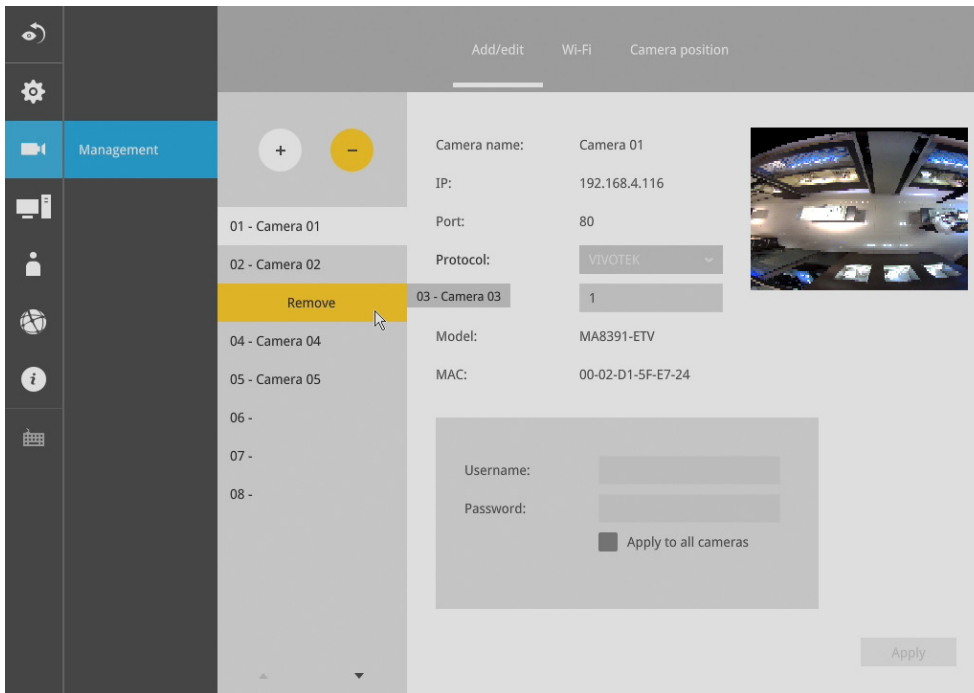 Add/edit Wi-Fi Camera position
Management
+ −
01 - Camera 01
02 - Camera 02
Remove
04 - Camera 04
05 - Camera 05
06 -
07 -
08 -
Camera name: Camera 01
IP: 192.168.4.116
Port: 80
Protocol: VIVOTEK
03 - Camera 03 1
Model: MA8391-ETV
MAC: 00-02-D1-5F-E7-24
Username:
Password:
Apply to all cameras
Apply